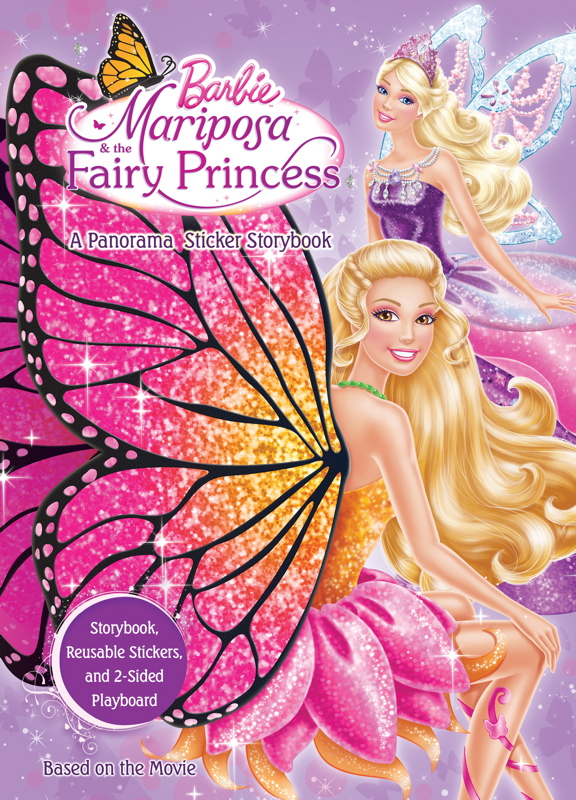 Barbie
Mariposa
& the
Fairy Princess
A Panorama Sticker Storybook
Storybook,
Reusable Stickers,
and 2-Sided
Playboard
Based on the Movie